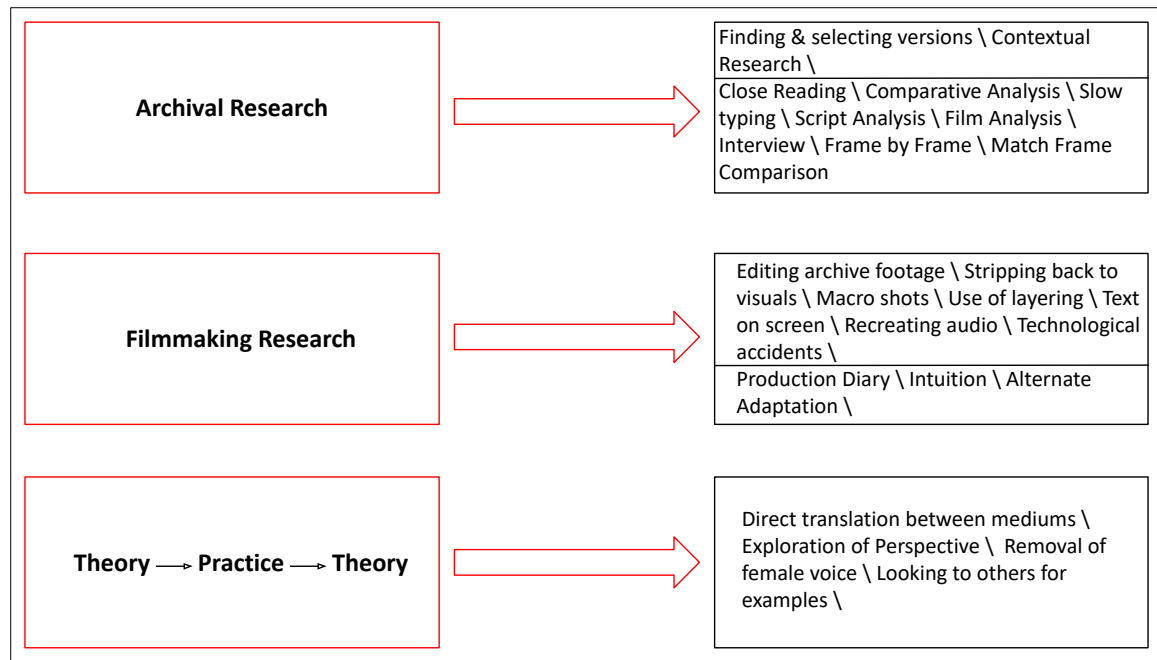 Archival Research
Finding & selecting versions \ Contextual
Research \
Close Reading \ Comparative Analysis \ Slow
typing \ Script Analysis \ Film Analysis \
Interview \ Frame by Frame \ Match Frame
Comparison
Filmmaking Research
Editing archive footage \ Stripping back to
visuals \ Macro shots \ Use of layering \ Text
on screen \ Recreating audio \ Technological
accidents \
Production Diary \ Intuition \ Alternate
Adaptation \
Theory → Practice → Theory
Direct translation between mediums \
Exploration of Perspective \ Removal of
female voice \ Looking to others for
examples \